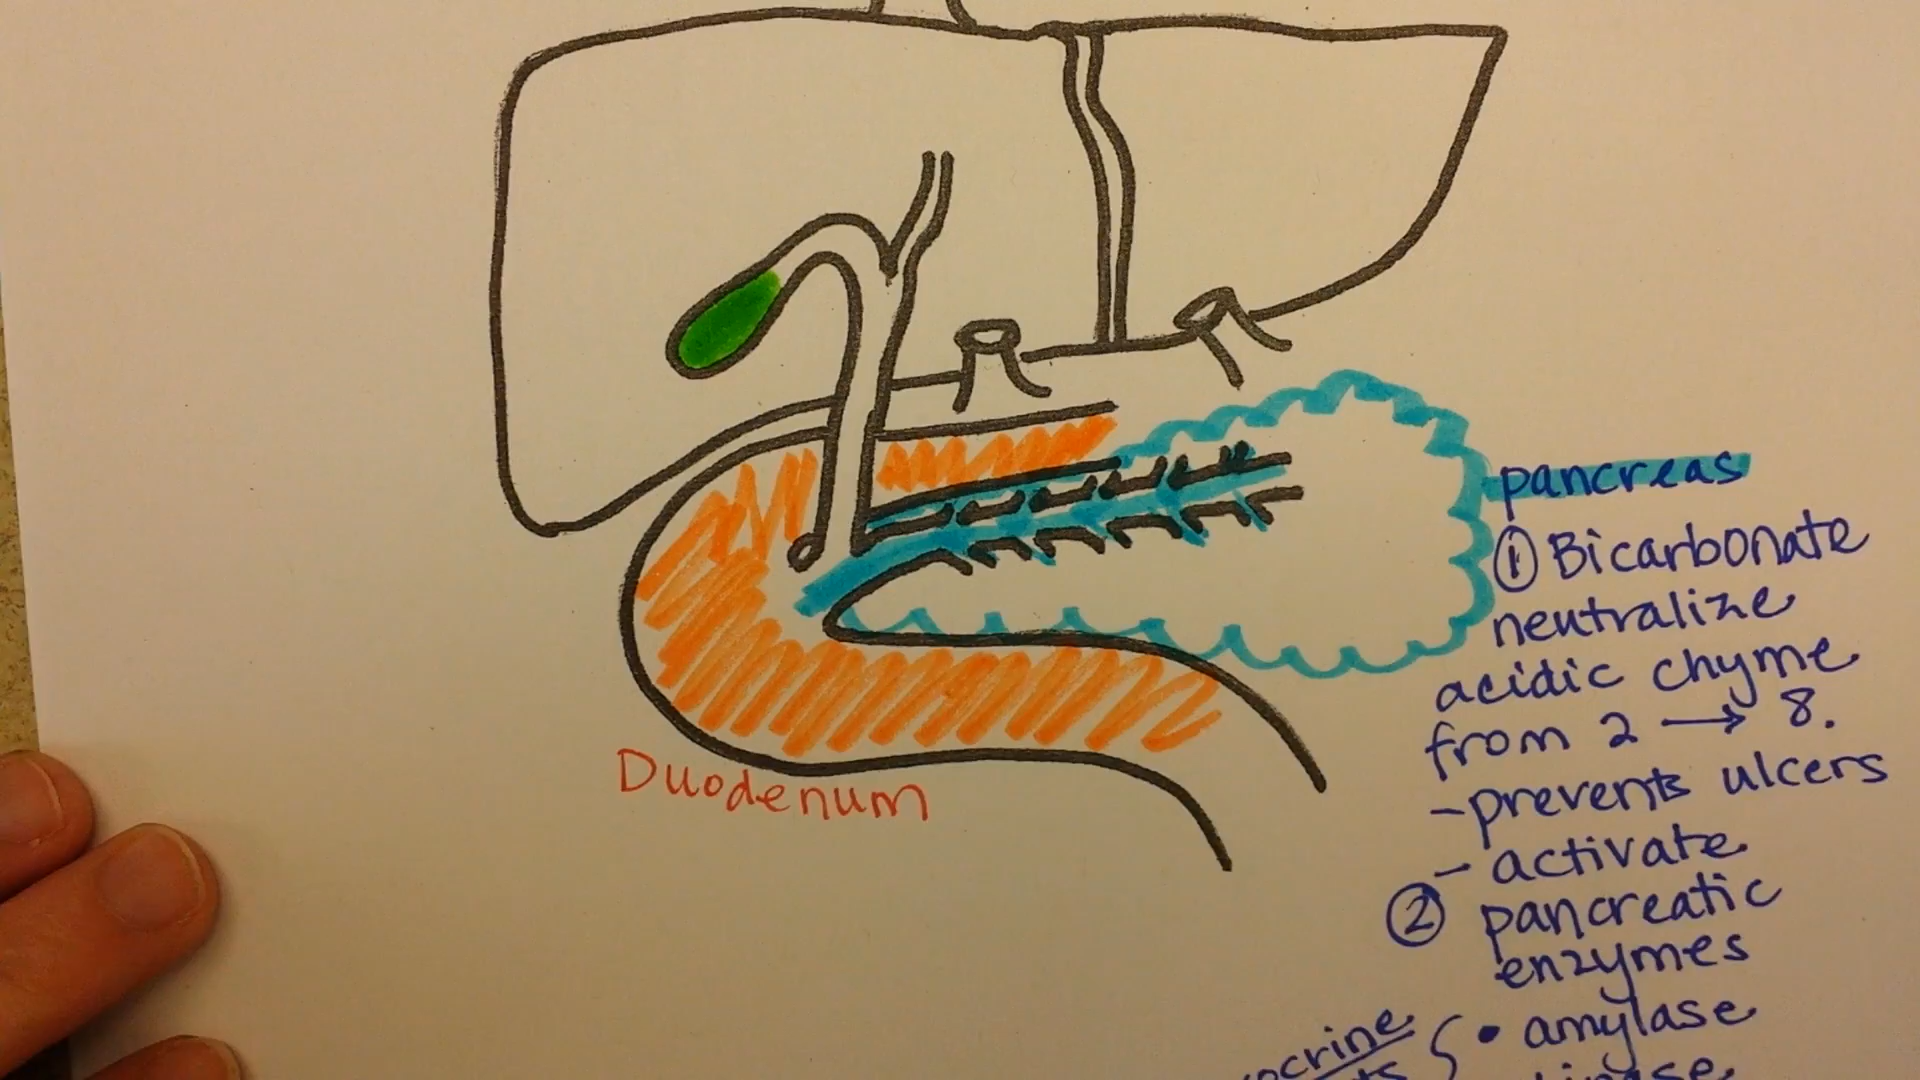 pancreas
① Bicarbonate
neutralize
acidic chyme
from 2 → 8.
- prevents ulcers
- activate
② pancreatic
enzymes
• amylase
Duodenum